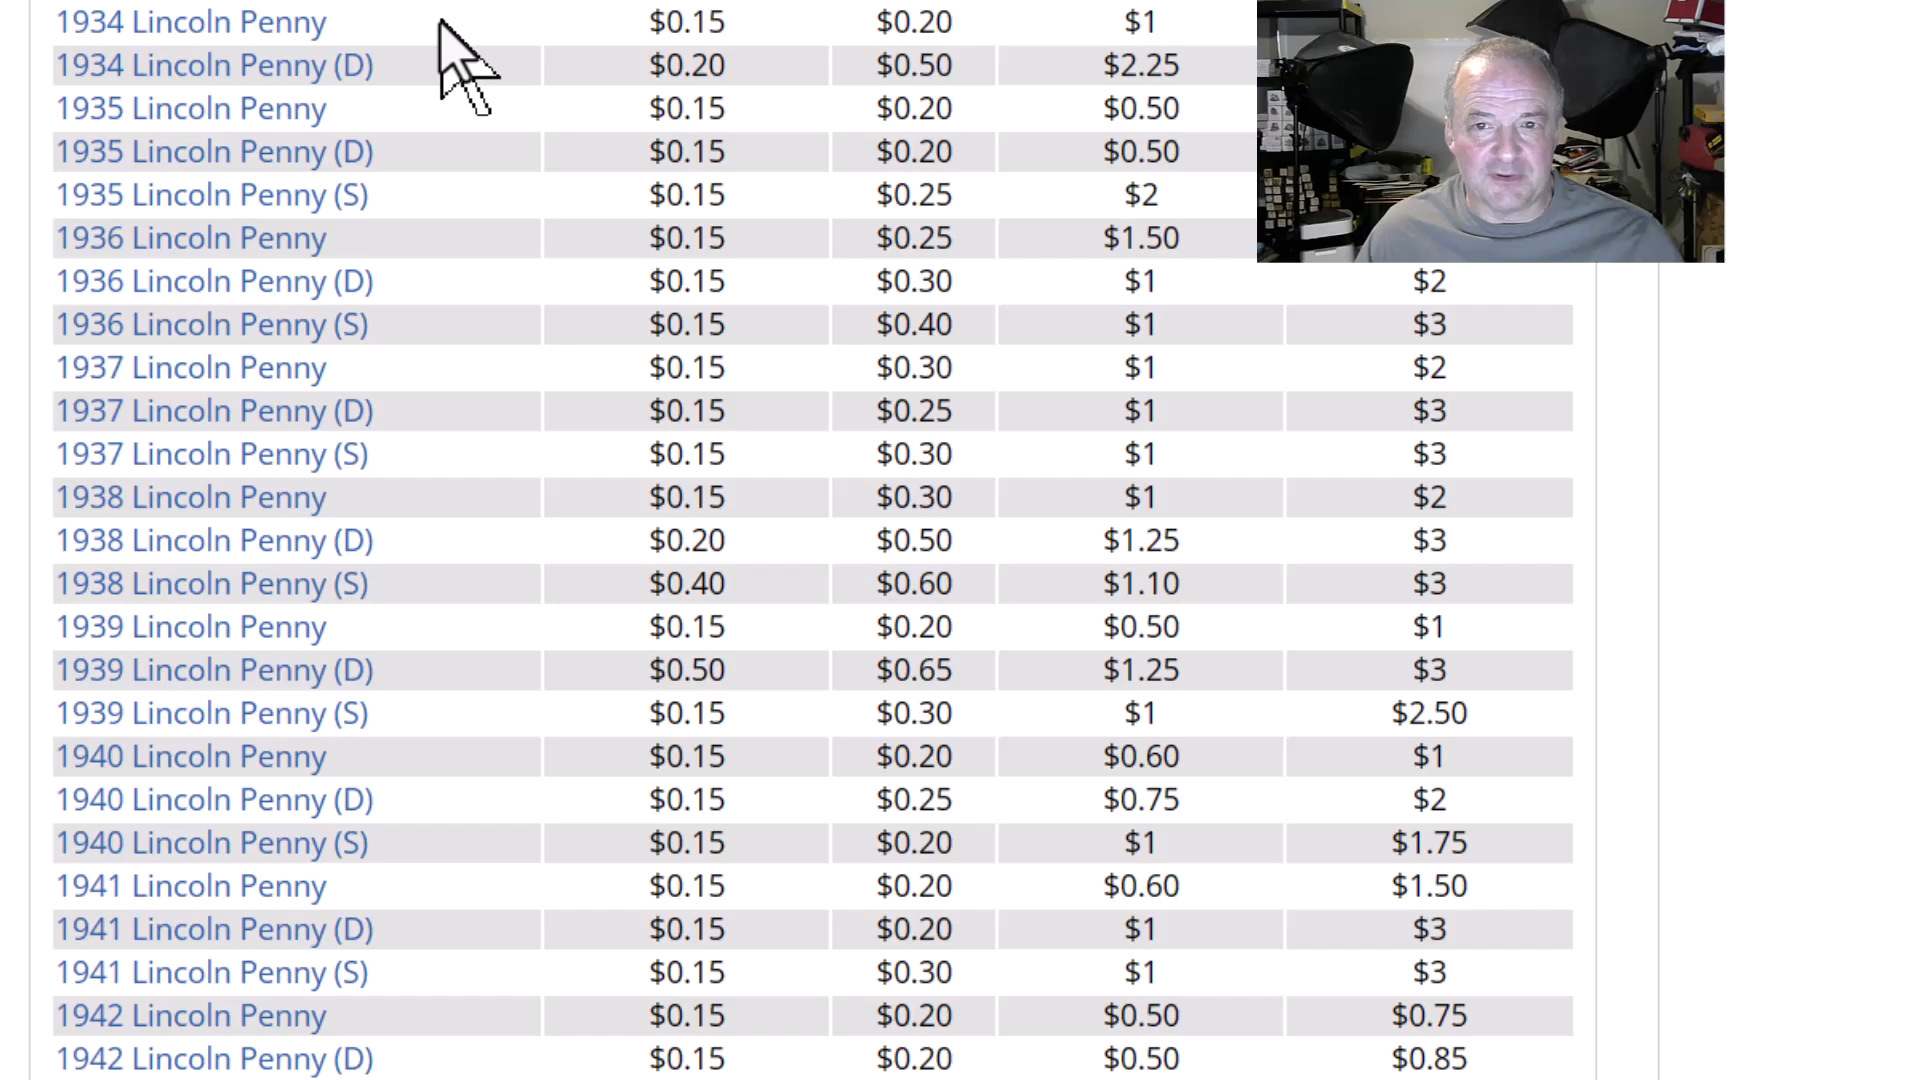 1934 Lincoln Penny $0.15 $0.20 $1
1934 Lincoln Penny (D) $0.20 $0.50 $2.25
1935 Lincoln Penny $0.15 $0.20 $0.50
1935 Lincoln Penny (D) $0.15 $0.20 $0.50
1935 Lincoln Penny (S) $0.15 $0.25 $2
1936 Lincoln Penny $0.15 $0.25 $1.50
1936 Lincoln Penny (D) $0.15 $0.30 $1 $2
1936 Lincoln Penny (S) $0.15 $0.40 $1 $3
1937 Lincoln Penny $0.15 $0.30 $1 $2
1937 Lincoln Penny (D) $0.15 $0.25 $1 $3
1937 Lincoln Penny (S) $0.15 $0.30 $1 $3
1938 Lincoln Penny $0.15 $0.30 $1 $2
1938 Lincoln Penny (D) $0.20 $0.50 $1.25 $3
1938 Lincoln Penny (S) $0.40 $0.60 $1.10 $3
1939 Lincoln Penny $0.15 $0.20 $0.50 $1
1939 Lincoln Penny (D) $0.50 $0.65 $1.25 $3
1939 Lincoln Penny (S) $0.15 $0.30 $1 $2.50
1940 Lincoln Penny $0.15 $0.20 $0.60 $1
1940 Lincoln Penny (D) $0.15 $0.25 $0.75 $2
1940 Lincoln Penny (S) $0.15 $0.20 $1 $1.75
1941 Lincoln Penny $0.15 $0.20 $0.60 $1.50
1941 Lincoln Penny (D) $0.15 $0.20 $1 $3
1941 Lincoln Penny (S) $0.15 $0.30 $1 $3
1942 Lincoln Penny $0.15 $0.20 $0.50 $0.75
1942 Lincoln Penny (D) $0.15 $0.20 $0.50 $0.85